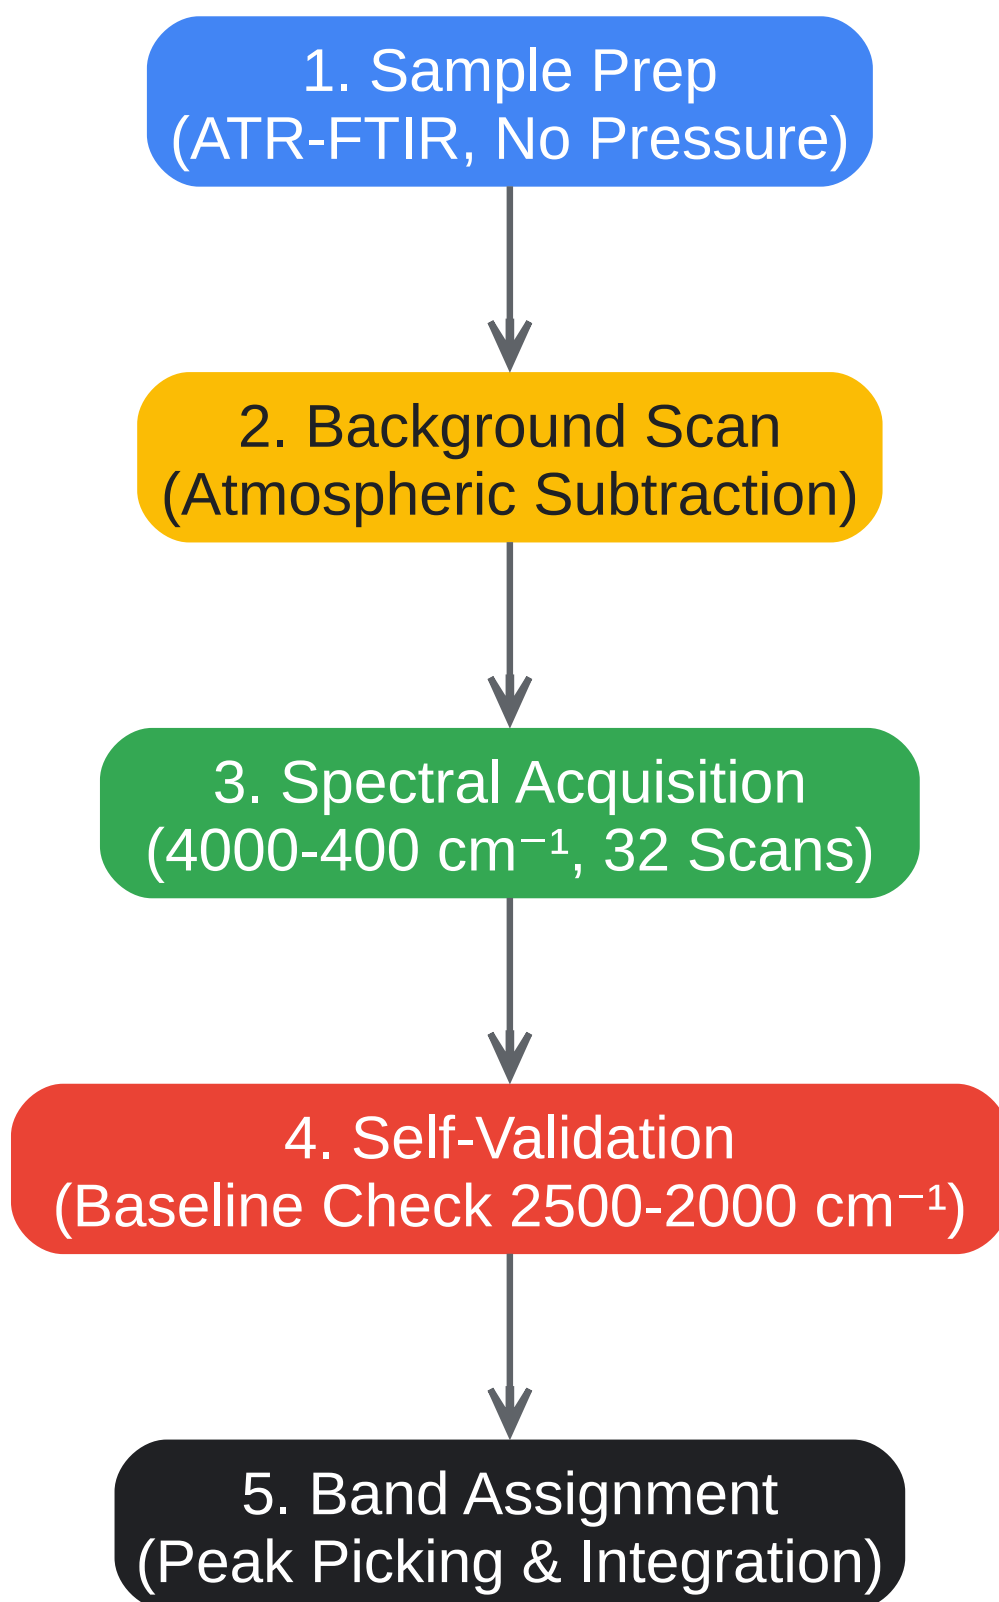 1. Sample Prep
(ATR-FTIR, No Pressure)
2. Background Scan
(Atmospheric Subtraction)
3. Spectral Acquisition
(4000-400 cm⁻¹, 32 Scans)
4. Self-Validation
(Baseline Check 2500-2000 cm⁻¹)
5. Band Assignment
(Peak Picking & Integration)